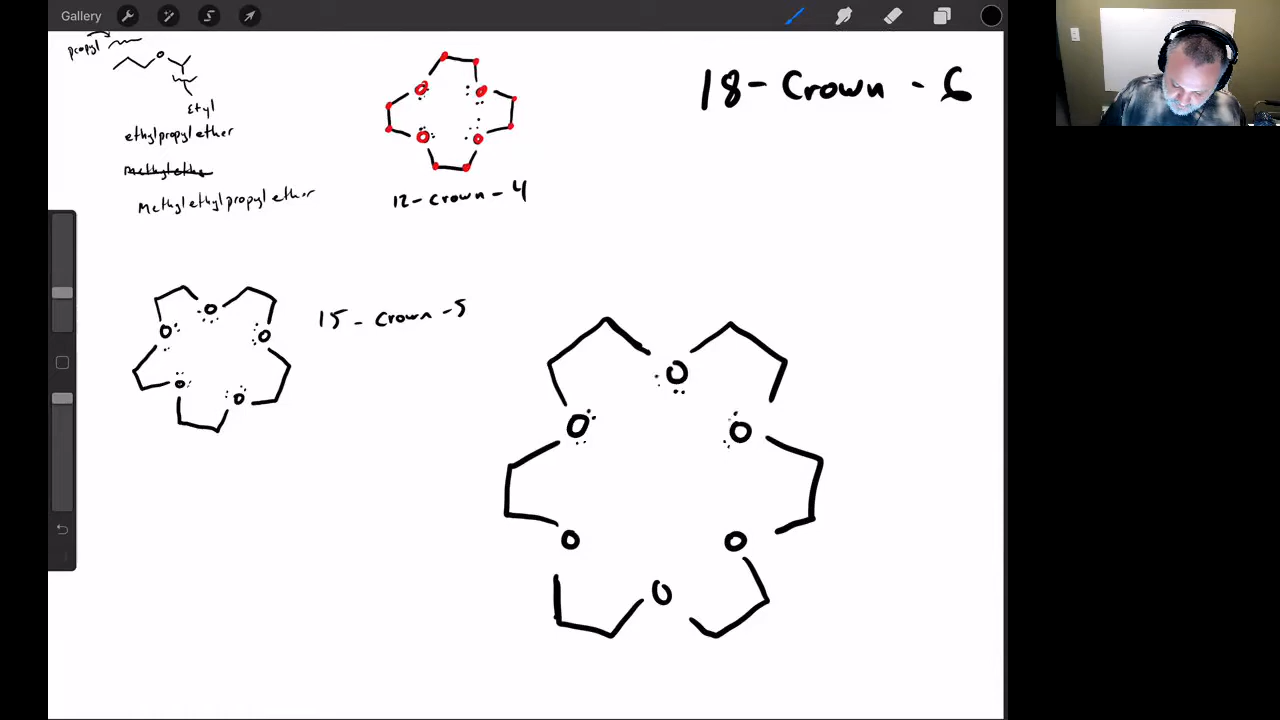 Gallery
propyl
O
Etyl
ethylpropylether
Methylethylpropylether
O O
O O
12-crown-4
18-Crown-6
O
O O
O O
15-crown-5
O
O O
O O
O